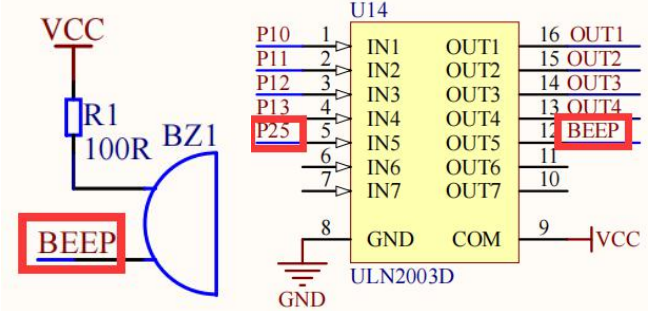 VCC
R1
100R
BZ1
BEEP
U14
P10 1 IN1 OUT1 16 OUT1
P11 2 IN2 OUT2 15 OUT2
P12 3 IN3 OUT3 14 OUT3
P13 4 IN4 OUT4 13 OUT4
P25 5 IN5 OUT5 12 BEEP
6 IN6 OUT6 11
7 IN7 OUT7 10
8 GND COM 9 VCC
GND
ULN2003D